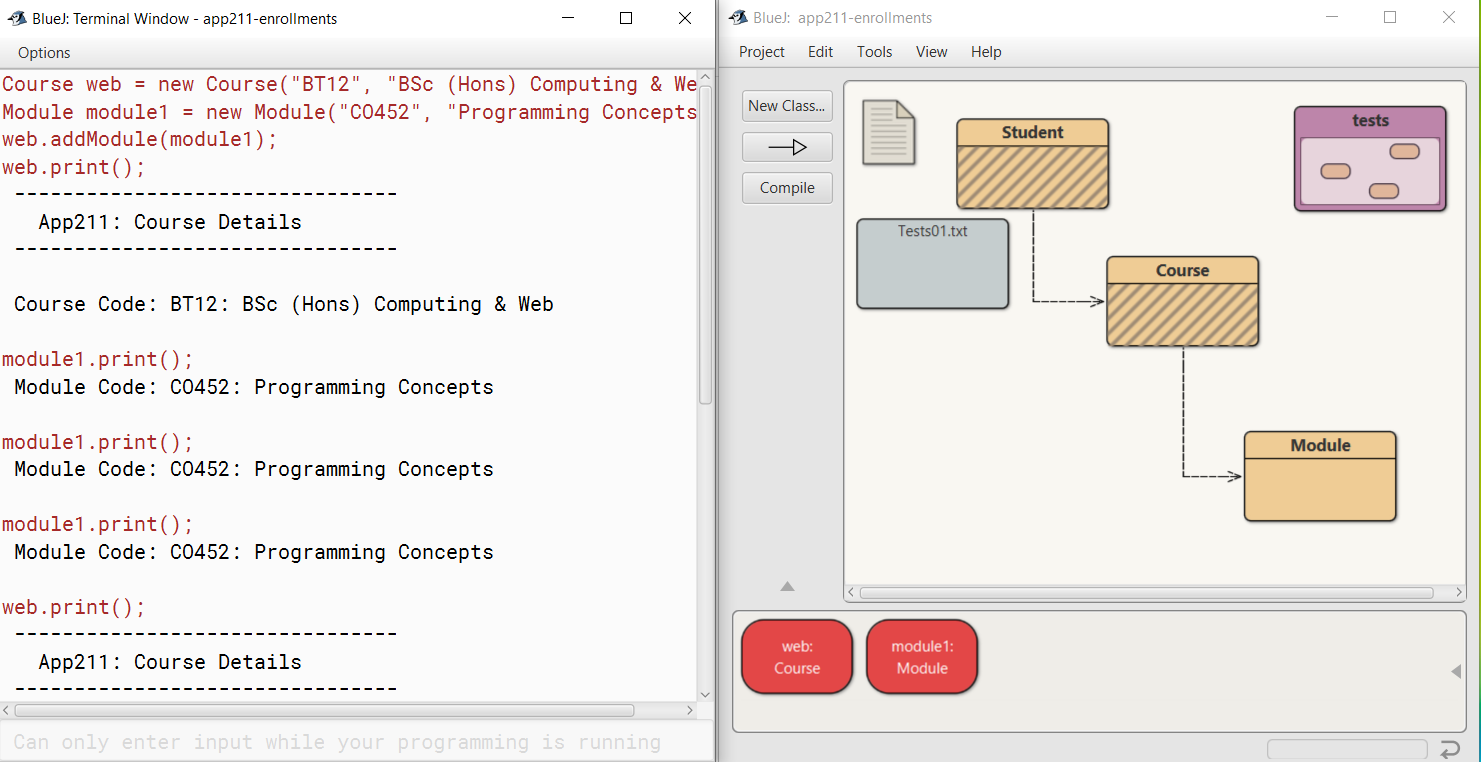 BlueJ: Terminal Window - app211-enrollments
Options
Course web = new Course("BT12", "BSc (Hons) Computing & We
Module module1 = new Module("CO452", "Programming Concepts
web.addModule(module1);
web.print();
--------------------------------
App211: Course Details
--------------------------------
Course Code: BT12: BSc (Hons) Computing & Web
module1.print();
Module Code: CO452: Programming Concepts
module1.print();
Module Code: CO452: Programming Concepts
module1.print();
Module Code: CO452: Programming Concepts
web.print();
--------------------------------
App211: Course Details
--------------------------------
Can only enter input while your programming is running
BlueJ: app211-enrollments
Project Edit Tools View Help
New Class...
Compile
Student
tests
Tests01.txt
Course
Module
web:
Course
module1:
Module